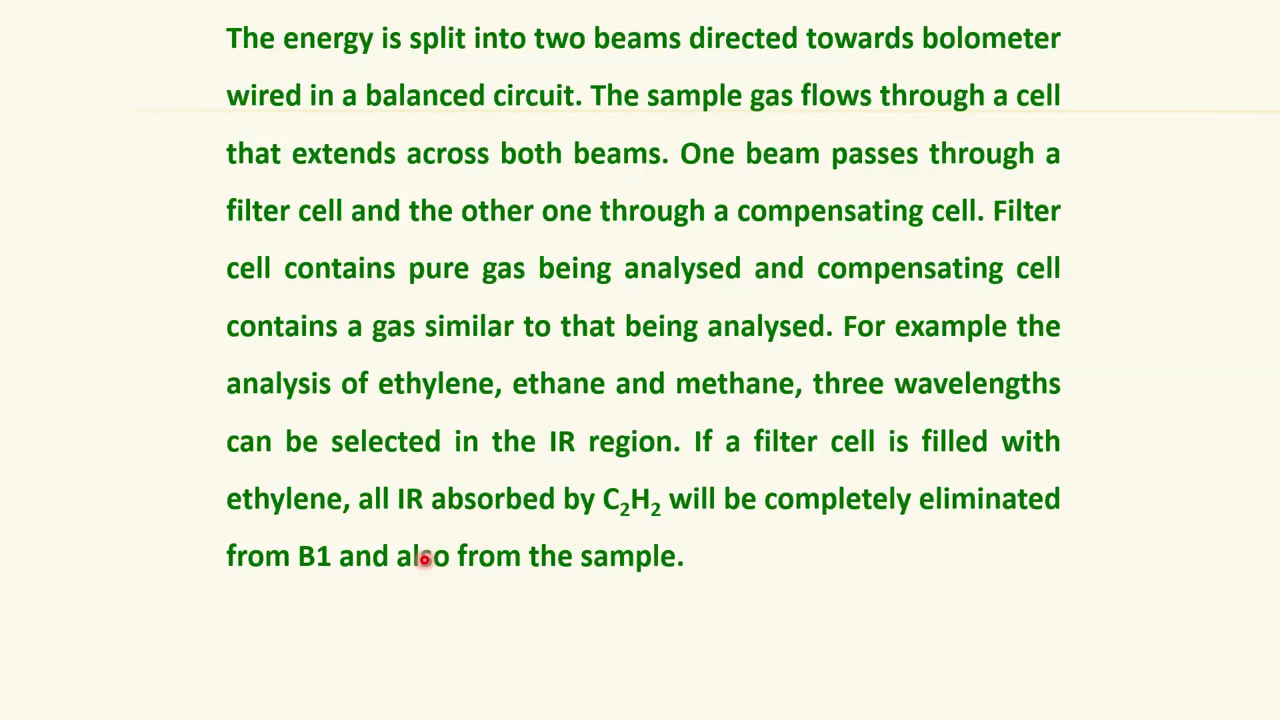 The energy is split into two beams directed towards bolometer
wired in a balanced circuit. The sample gas flows through a cell
that extends across both beams. One beam passes through a
filter cell and the other one through a compensating cell. Filter
cell contains pure gas being analysed and compensating cell
contains a gas similar to that being analysed. For example the
analysis of ethylene, ethane and methane, three wavelengths
can be selected in the IR region. If a filter cell is filled with
ethylene, all IR absorbed by C₂H₂ will be completely eliminated
from B1 and also from the sample.